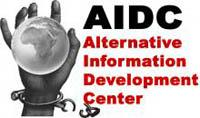 AIDC
Alternative
Information
Development
Center